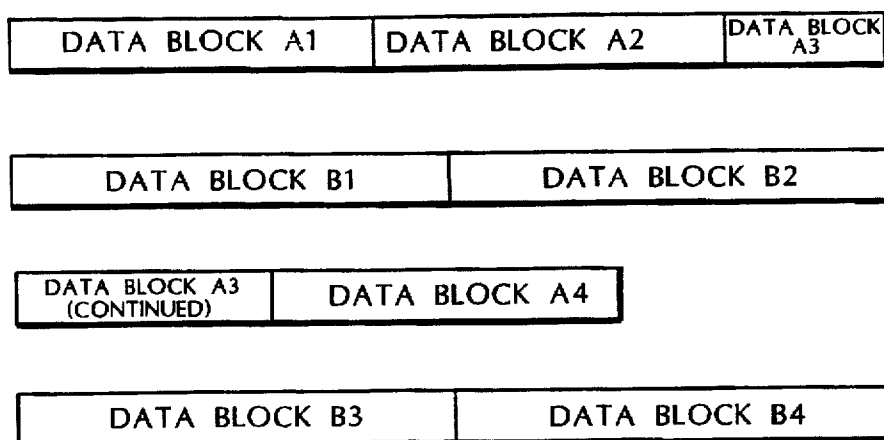 DATA BLOCK A1
DATA BLOCK A2
DATA BLOCK
A3
DATA BLOCK B1
DATA BLOCK B2
DATA BLOCK A3
(CONTINUED)
DATA BLOCK A4
DATA BLOCK B3
DATA BLOCK B4